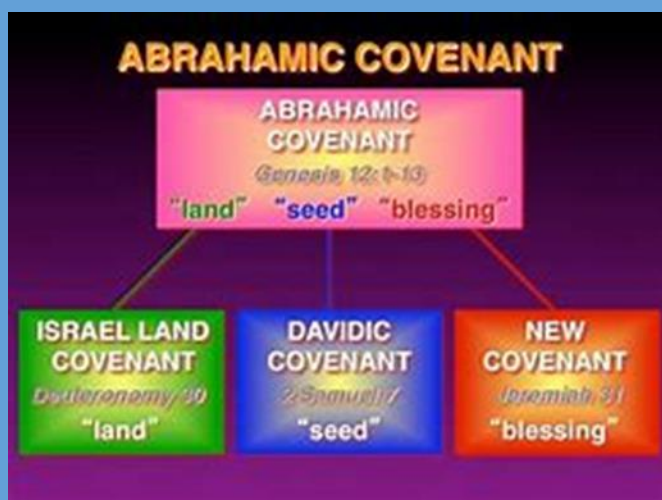 ABRAHAMIC COVENANT
ABRAHAMIC
COVENANT
Genesis 12:1-13
"land" "seed" "blessing"
ISRAEL LAND
COVENANT
Deuteronomy 30
"land"
DAVIDIC
COVENANT
2 Samuel 7
"seed"
NEW
COVENANT
Jeremiah 31
"blessing"